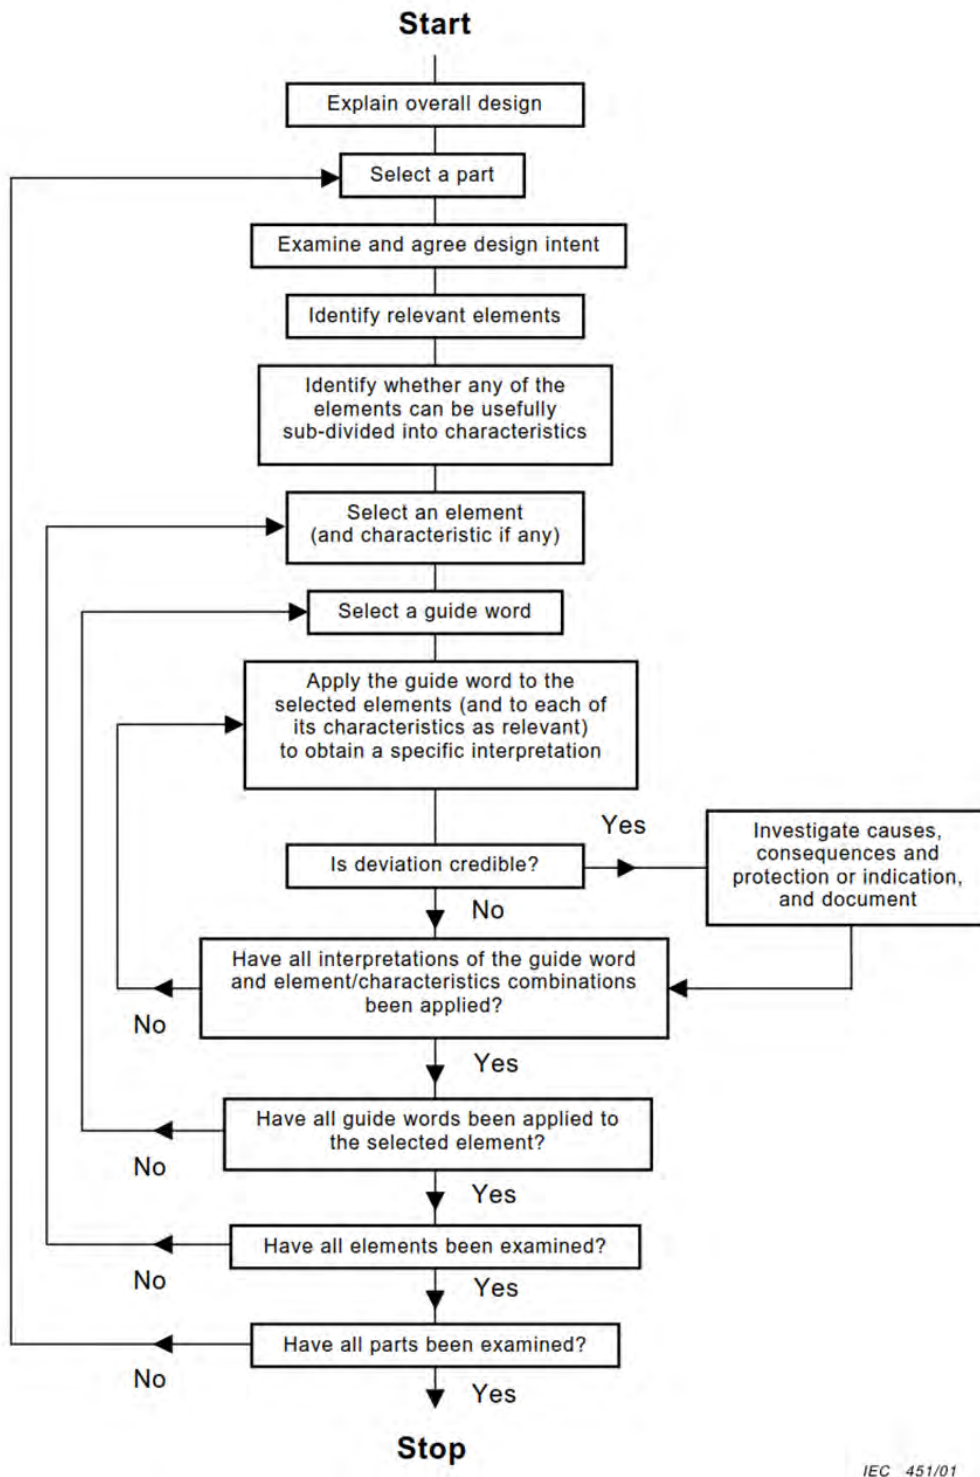 Start
Explain overall design
Select a part
Examine and agree design intent
Identify relevant elements
Identify whether any of the
elements can be usefully
sub-divided into characteristics
Select an element
(and characteristic if any)
Select a guide word
Apply the guide word to the
selected elements (and to each of
its characteristics as relevant)
to obtain a specific interpretation
Yes
Investigate causes,
consequences and
protection or indication,
and document
Is deviation credible?
No
Have all interpretations of the guide word
and element/characteristics combinations
been applied?
No
Yes
Have all guide words been applied to
the selected element?
No
Yes
Have all elements been examined?
No
Yes
Have all parts been examined?
No
Yes
Stop
IEC 451/01